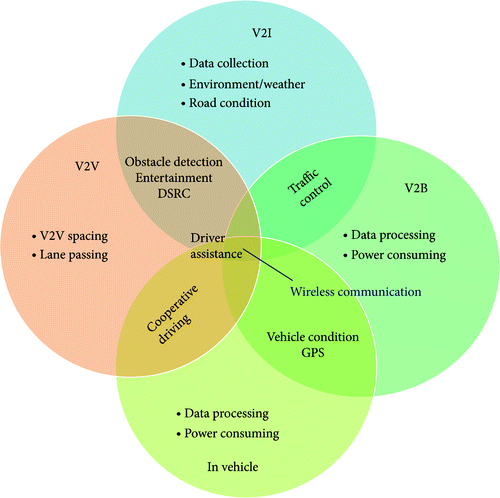 V2I
• Data collection
• Environment/weather
• Road condition
V2V
Obstacle detection
Entertainment
DSRC
Traffic
control
V2B
• V2V spacing
• Lane passing
Driver
assistance
• Data processing
• Power consuming
Wireless communication
Cooperative
driving
Vehicle condition
GPS
• Data processing
• Power consuming
In vehicle